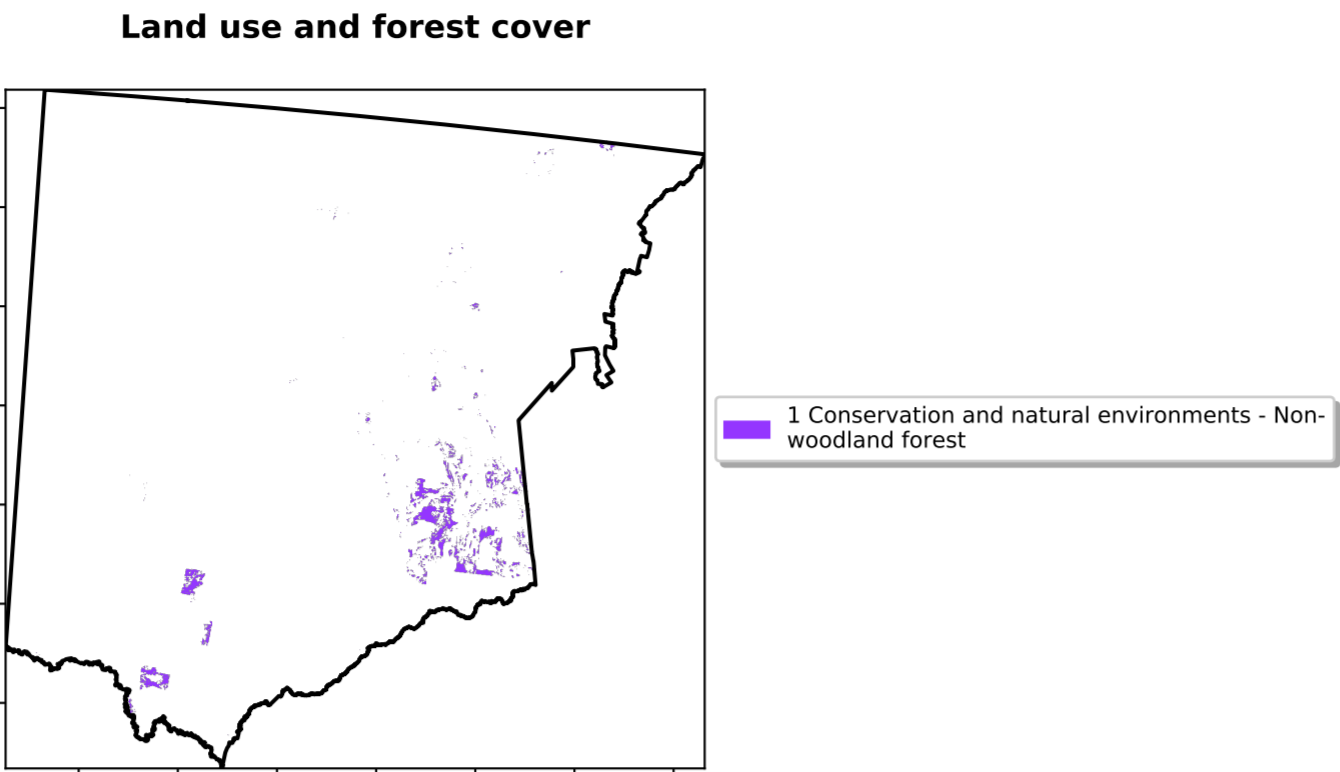 Land use and forest cover
1 Conservation and natural environments - Non-
woodland forest